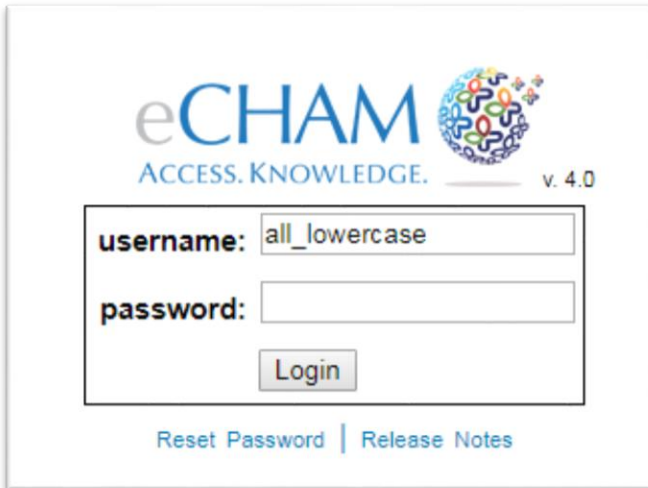 eCHAM
ACCESS. KNOWLEDGE.
v. 4.0
username: all_lowercase
password:
Login
Reset Password | Release Notes